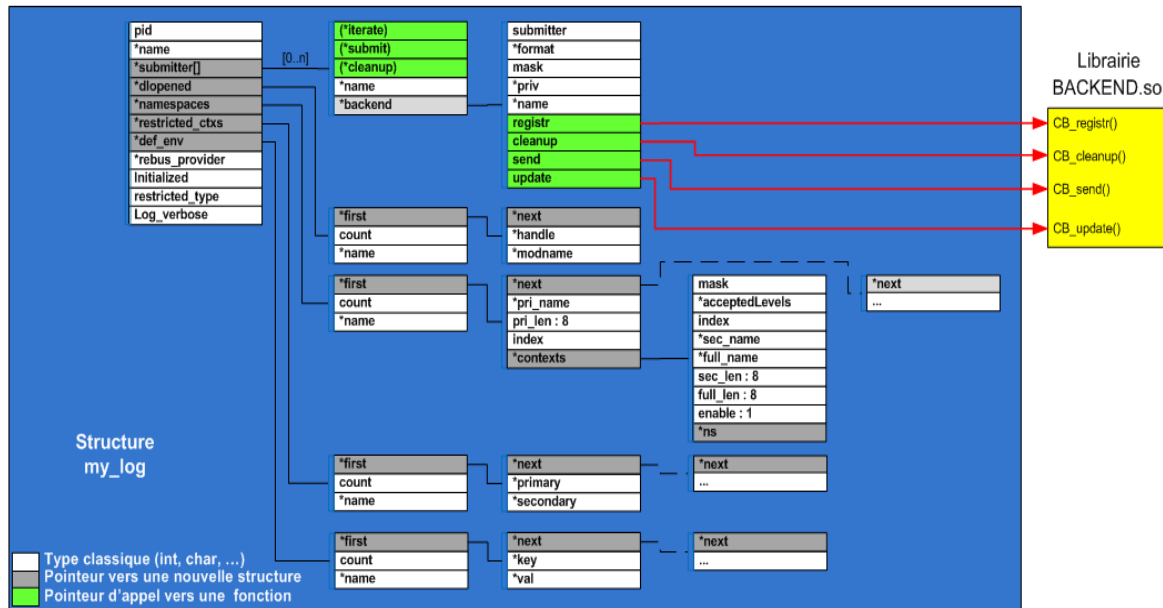 pid
*name
*submitter[]
*dlopened
*namespaces
*restricted_ctxs
*def_env
*rebus_provider
Initialized
restricted_type
Log_verbose
[0..n]
(*iterate)
(*submit)
(*cleanup)
*name
*backend
submitter
*format
mask
*priv
*name
registr
cleanup
send
update
Librairie
BACKEND.so
CB_registr()
CB_cleanup()
CB_send()
CB_update()
*first
count
*name
*next
*handle
*modname
*first
count
*name
*next
*pri_name
pri_len : 8
index
*contexts
mask
*acceptedLevels
index
*sec_name
*full_name
sec_len : 8
full_len : 8
enable : 1
*ns
*next
...
Structure
my_log
*first
count
*name
*next
*primary
*secondary
*next
...
*first
count
*name
*next
*key
*val
*next
...
Type classique (int, char, ...)
Pointeur vers une nouvelle structure
Pointeur d'appel vers une fonction